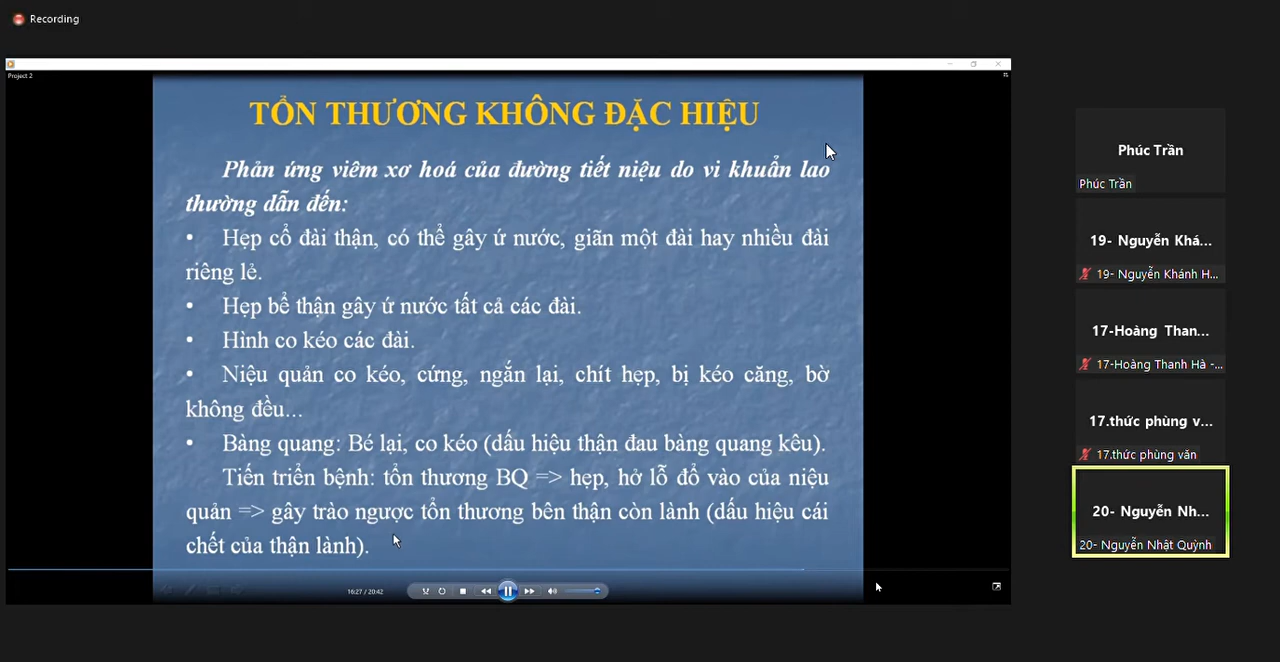 Recording
Project 2
TỔN THƯƠNG KHÔNG ĐẶC HIỆU
Phản ứng viêm xơ hoá của đường tiết niệu do vi khuẩn lao
thường dẫn đến:
• Hẹp cổ đài thận, có thể gây ứ nước, giãn một đài hay nhiều đài
riêng lẻ.
• Hẹp bể thận gây ứ nước tất cả các đài.
• Hình co kéo các đài.
• Niệu quản co kéo, cứng, ngắn lại, chít hẹp, bị kéo căng, bờ
không đều...
• Bàng quang: Bé lại, co kéo (dấu hiệu thận đau bàng quang kêu).
Tiến triển bệnh: tổn thương BQ => hẹp, hở lỗ đổ vào của niệu
quản => gây trào ngược tổn thương bên thận còn lành (dấu hiệu cái
chết của thận lành).
16:27 / 20:42
Phúc Trần
Phúc Trần
19- Nguyễn Khá...
19- Nguyễn Khánh H...
17-Hoàng Than...
17-Hoàng Thanh Hà -...
17.thức phùng v...
17.thức phùng văn
20- Nguyễn Nh...
20- Nguyễn Nhật Quỳnh